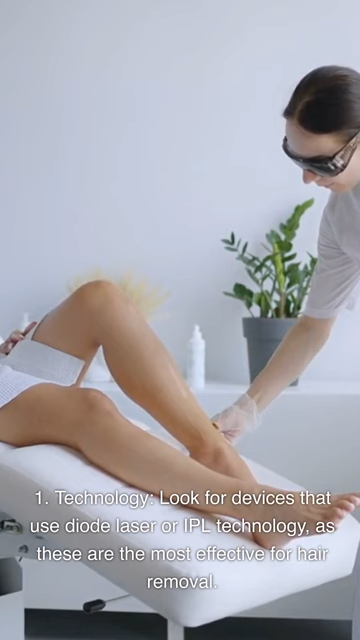 1. Technology: Look for devices that
use diode laser or IPL technology, as
these are the most effective for hair
removal.